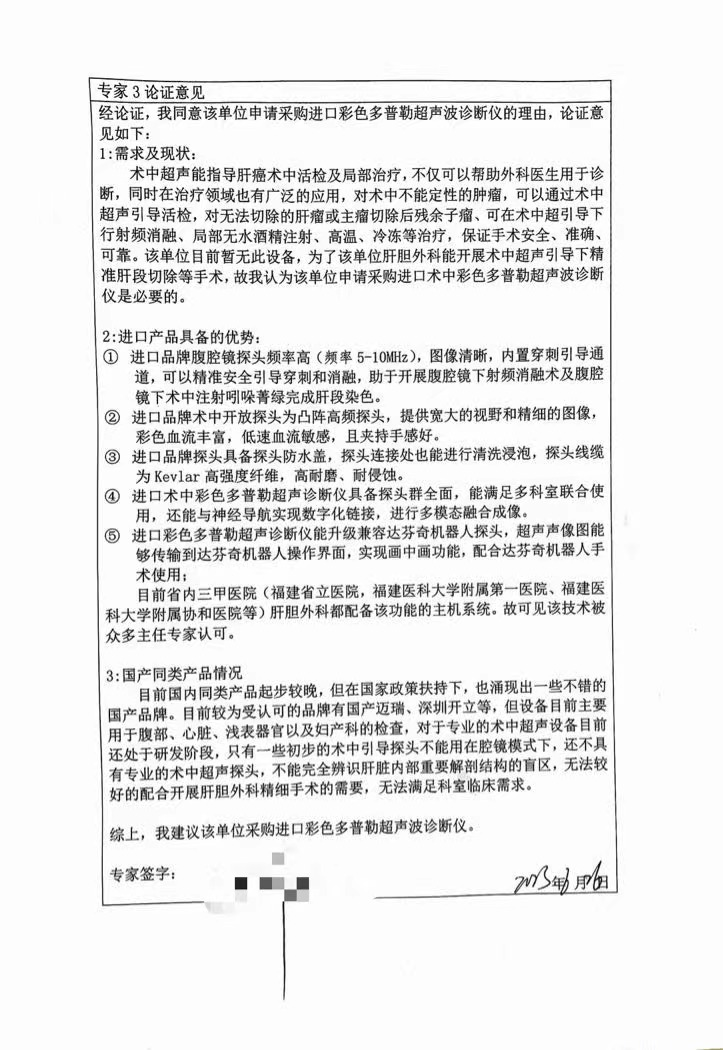 专家3论证意见
经论证，我同意该单位申请采购进口彩色多普勒超声波诊断仪的理由，论证意
见如下：
1:需求及现状：
术中超声能指导肝癌术中活检及局部治疗，不仅可以帮助外科医生用于诊
断，同时在治疗领域也有广泛的应用，对术中不能定性的肿瘤，可以通过术中
超声引导活检，对无法切除的肝瘤或主瘤切除后残余子瘤、可在术中超引导下
行射频消融、局部无水酒精注射、高温、冷冻等治疗，保证手术安全、准确、
可靠。该单位目前暂无此设备，为了该单位肝胆外科能开展术中超声引导下精
准肝段切除等手术，故我认为该单位申请采购进口术中彩色多普勒超声波诊断
仪是必要的。
2:进口产品具备的优势：
① 进口品牌腹腔镜探头频率高（频率 5-10MHz），图像清晰，内置穿刺引导通
道，可以精准安全引导穿刺和消融，助于开展腹腔镜下射频消融术及腹腔
镜下术中注射吲哚菁绿完成肝段染色。
② 进口品牌术中开放探头为凸阵高频探头，提供宽大的视野和精细的图像，
彩色血流丰富，低速血流敏感，且夹持手感好。
③ 进口品牌探头具备探头防水盖，探头连接处也能进行清洗浸泡，探头线缆
为 Kevlar 高强度纤维，高耐磨、耐侵蚀。
④ 进口术中彩色多普勒超声诊断仪具备探头群全面，能满足多科室联合使
用，还能与神经导航实现数字化链接，进行多模态融合成像。
⑤ 进口彩色多普勒超声诊断仪能升级兼容达芬奇机器人探头，超声声像图能
够传输到达芬奇机器人操作界面，实现画中画功能，配合达芬奇机器人手
术使用；
目前省内三甲医院（福建省立医院，福建医科大学附属第一医院、福建医
科大学附属协和医院等）肝胆外科都配备该功能的主机系统。故可见该技术被
众多主任专家认可。
3:国产同类产品情况
目前国内同类产品起步较晚，但在国家政策扶持下，也涌现出一些不错的
国产品牌。目前较为受认可的品牌有国产迈瑞、深圳开立等，但设备目前主要
用于腹部、心脏、浅表器官以及妇产科的检查，对于专业的术中超声设备目前
还处于研发阶段，只有一些初步的术中引导探头不能用在腔镜模式下，还不具
有专业的术中超声探头，不能完全辨识肝脏内部重要解剖结构的盲区，无法较
好的配合开展肝胆外科精细手术的需要，无法满足科室临床需求。
综上，我建议该单位采购进口彩色多普勒超声波诊断仪。
专家签字：
年 月 日